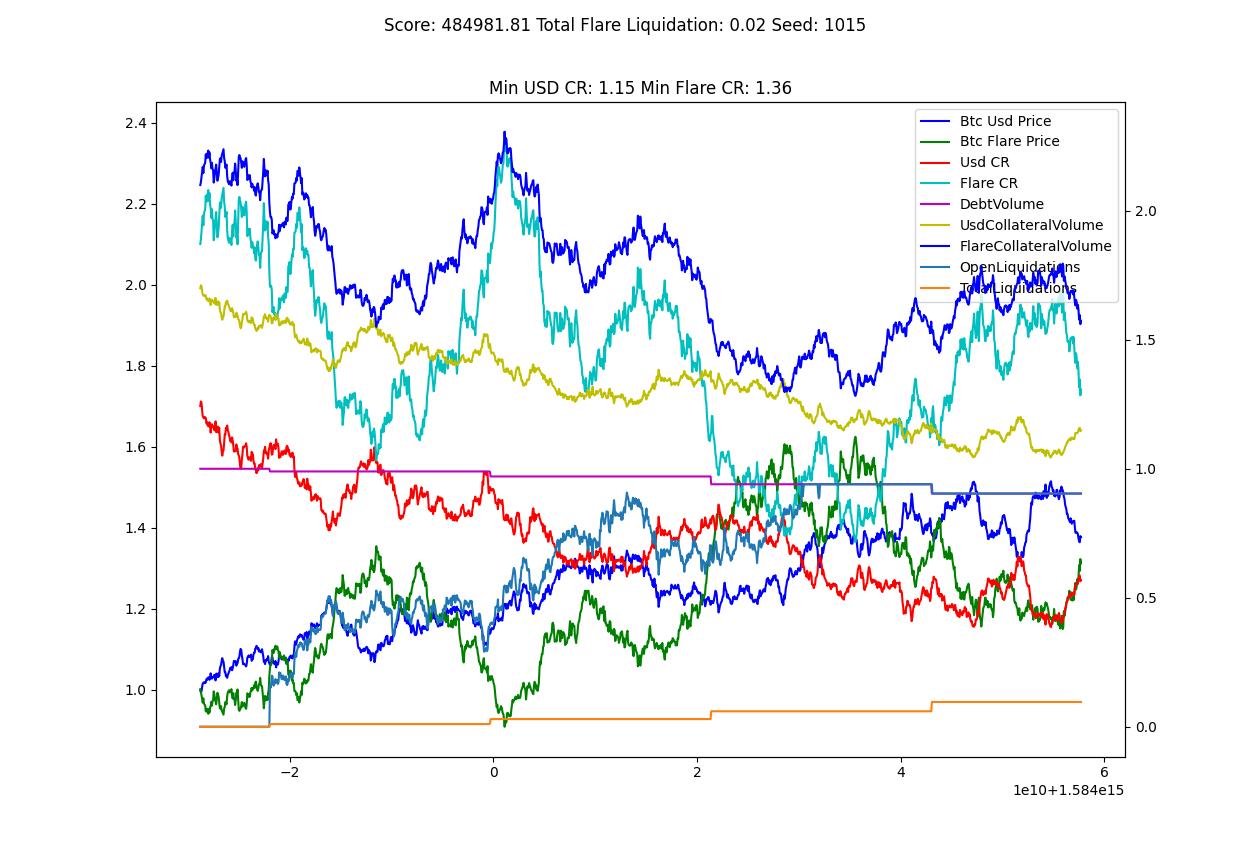 Score: 484981.81 Total Flare Liquidation: 0.02 Seed: 1015
Min USD CR: 1.15 Min Flare CR: 1.36
2.4
2.2
2.0
1.8
1.6
1.4
1.2
1.0
Btc Usd Price
Btc Flare Price
Usd CR
Flare CR
DebtVolume
UsdCollateralVolume
FlareCollateralVolume
OpenLiquidations
TotalLiquidations
2.0
1.5
1.0
0.5
0.0
−2 0 2 4 6
1e10+1.584e15